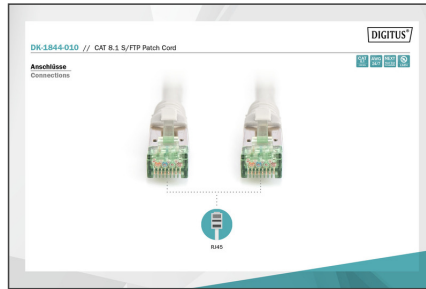 DIGITUS®
DK-1844-010 // CAT 8.1 S/FTP Patch Cord
Anschlüsse
Connections
RJ45